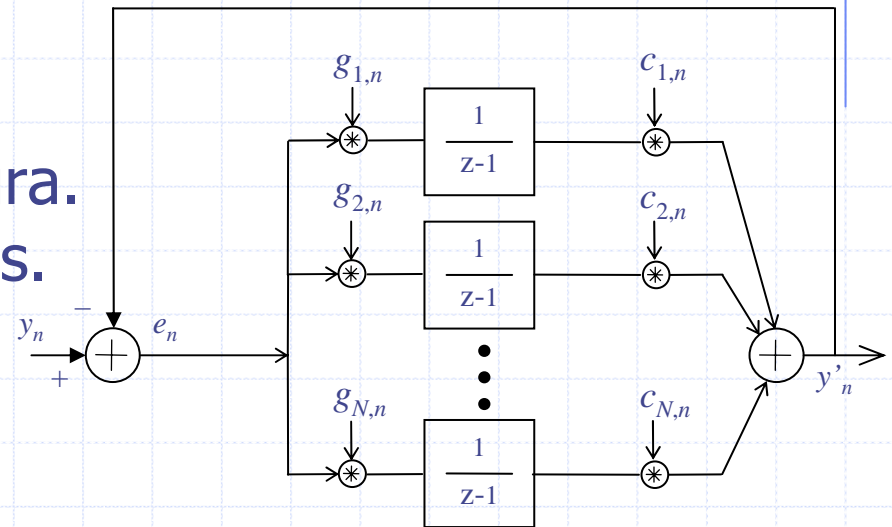 g1,n
c1,n
1
z-1
ra.
g2,n
c2,n
1
z-1
s.
−
yn
en
+
y’n
gN,n
cN,n
1
z-1